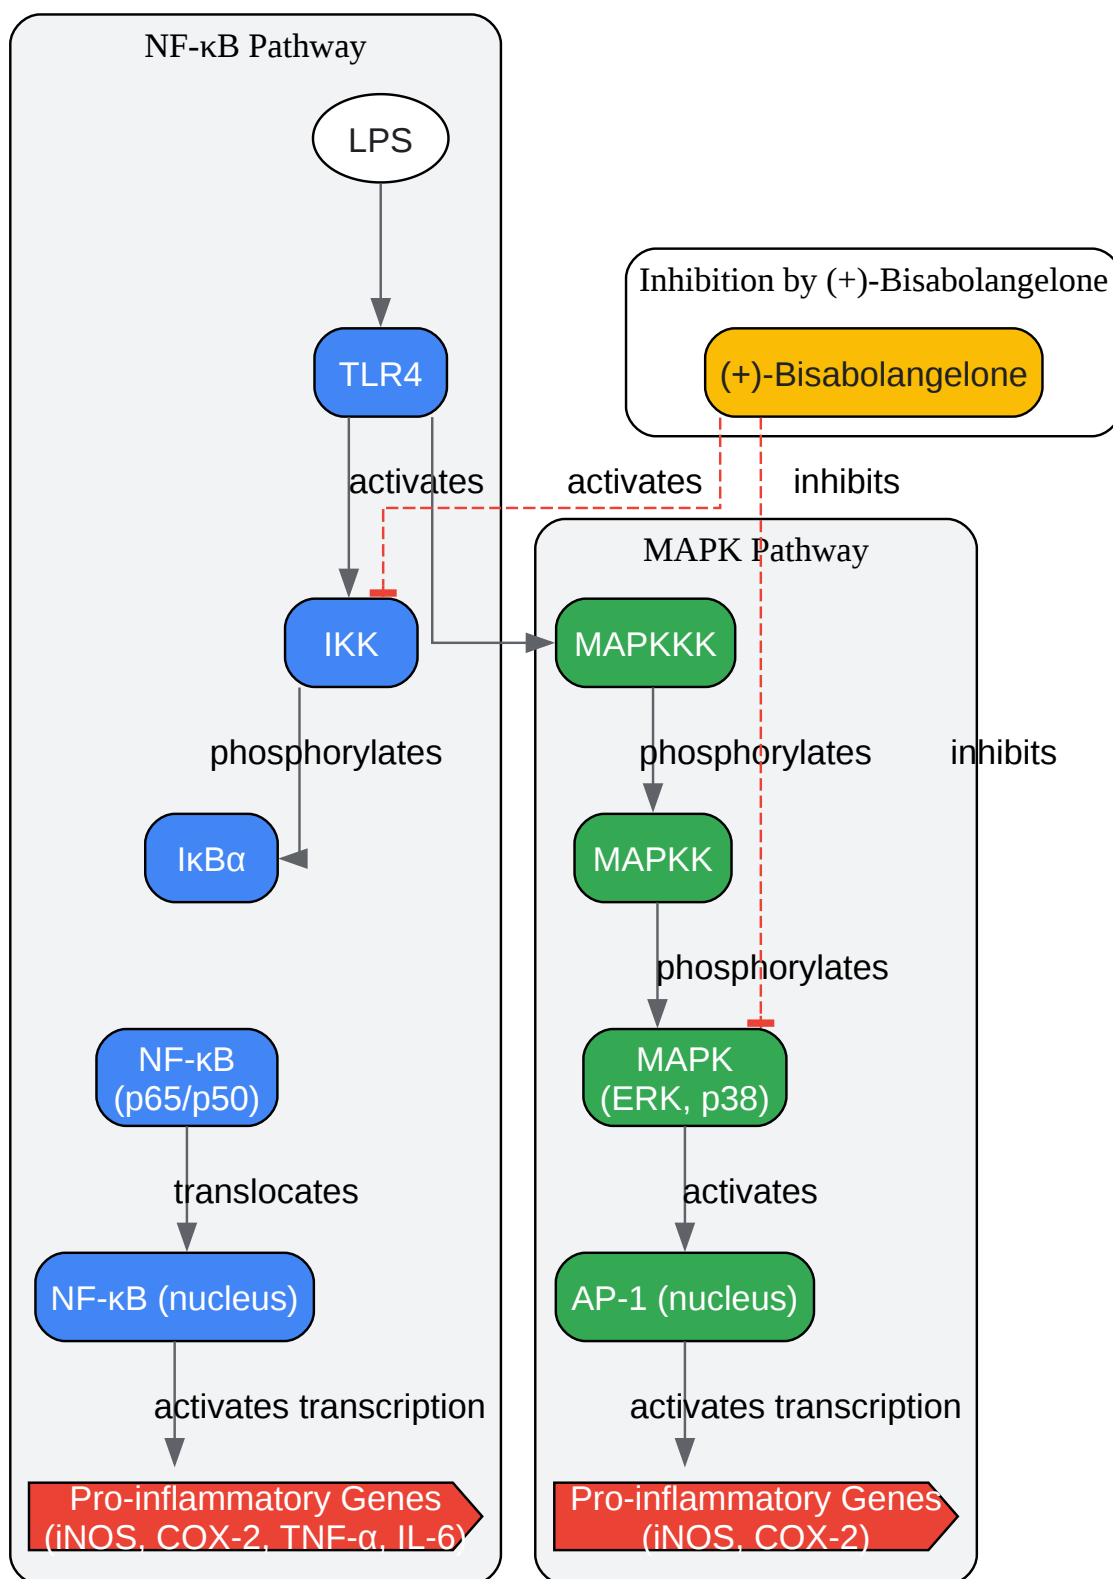 NF-κB Pathway
LPS
Inhibition by (+)-Bisabolangelone
TLR4
(+)-Bisabolangelone
activates
activates
inhibits
MAPK Pathway
IKK
MAPKKK
phosphorylates
phosphorylates
inhibits
IκBα
MAPKK
phosphorylates
NF-κB
(p65/p50)
MAPK
(ERK, p38)
translocates
activates
NF-κB (nucleus)
AP-1 (nucleus)
activates transcription
activates transcription
Pro-inflammatory Genes
(iNOS, COX-2, TNF-α, IL-6)
Pro-inflammatory Genes
(iNOS, COX-2)